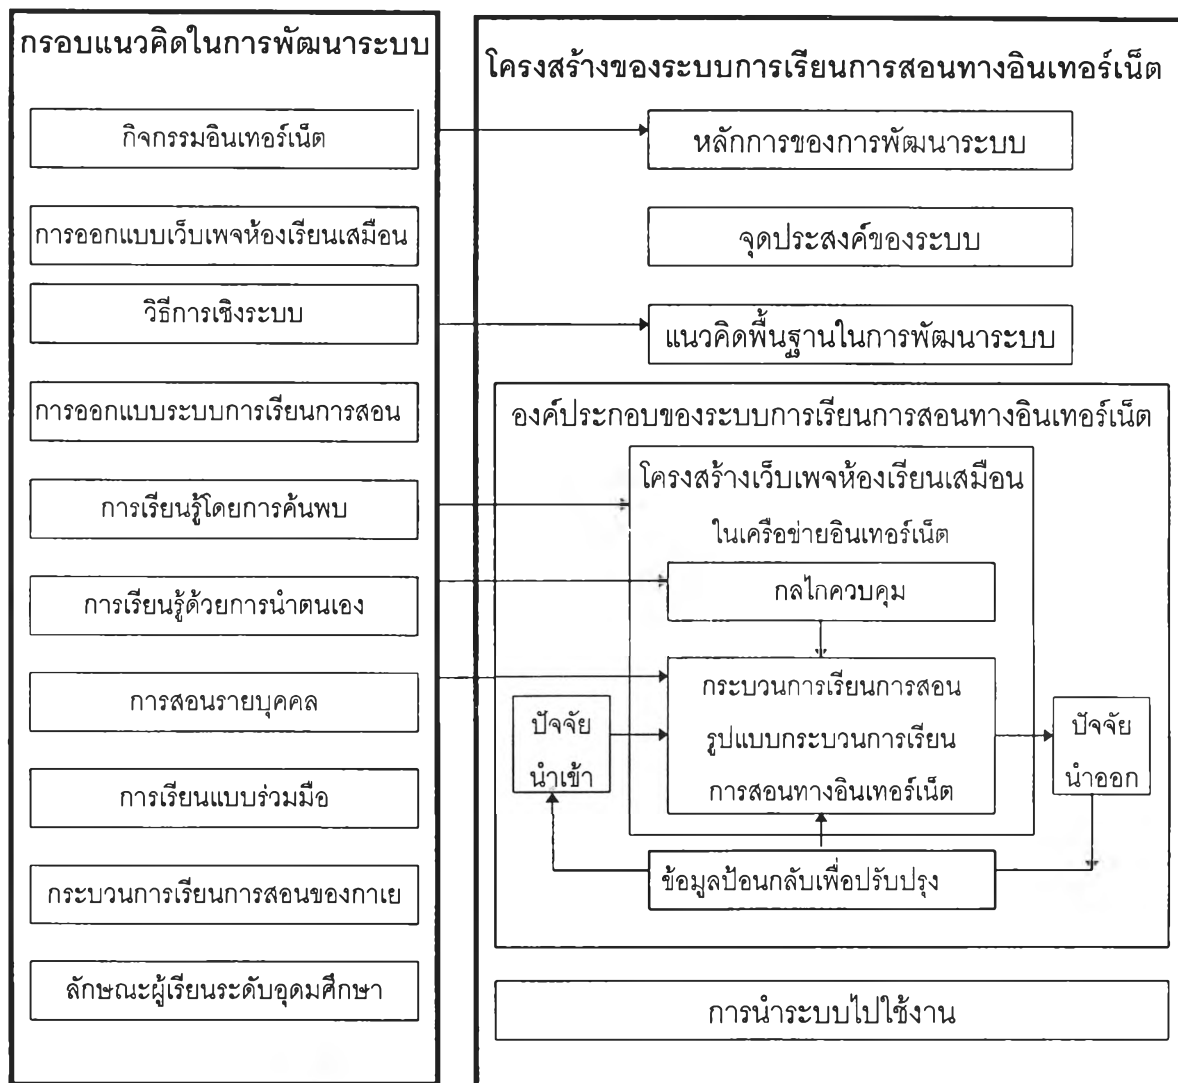 กรอบแนวคิดในการพัฒนาระบบ
กิจกรรมอินเทอร์เน็ต
การออกแบบเว็บเพจห้องเรียนเสมือน
วิธีการเชิงระบบ
การออกแบบระบบการเรียนการสอน
การเรียนรู้โดยการค้นพบ
การเรียนรู้ด้วยการนำตนเอง
การสอนรายบุคคล
การเรียนแบบร่วมมือ
กระบวนการเรียนการสอนของกาเย
ลักษณะผู้เรียนระดับอุดมศึกษา
โครงสร้างของระบบการเรียนการสอนทางอินเทอร์เน็ต
หลักการของการพัฒนาระบบ
จุดประสงค์ของระบบ
แนวคิดพื้นฐานในการพัฒนาระบบ
องค์ประกอบของระบบการเรียนการสอนทางอินเทอร์เน็ต
โครงสร้างเว็บเพจห้องเรียนเสมือน
ในเครือข่ายอินเทอร์เน็ต
กลไกควบคุม
ปัจจัย
นำเข้า
กระบวนการเรียนการสอน
รูปแบบกระบวนการเรียน
การสอนทางอินเทอร์เน็ต
ปัจจัย
นำออก
ข้อมูลป้อนกลับเพื่อปรับปรุง
การนำระบบไปใช้งาน